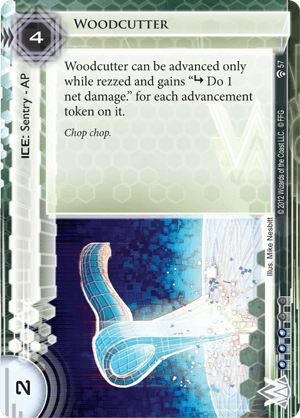 4
WOODCUTTER
Woodcutter can be advanced only
while rezzed and gains “↳ Do 1
net damage.” for each advancement
token on it.
Chop chop.
ICE: Sentry - AP
57
© 2012 Wizards of the Coast LLC. © FFG
Illus. Mike Nesbitt
2